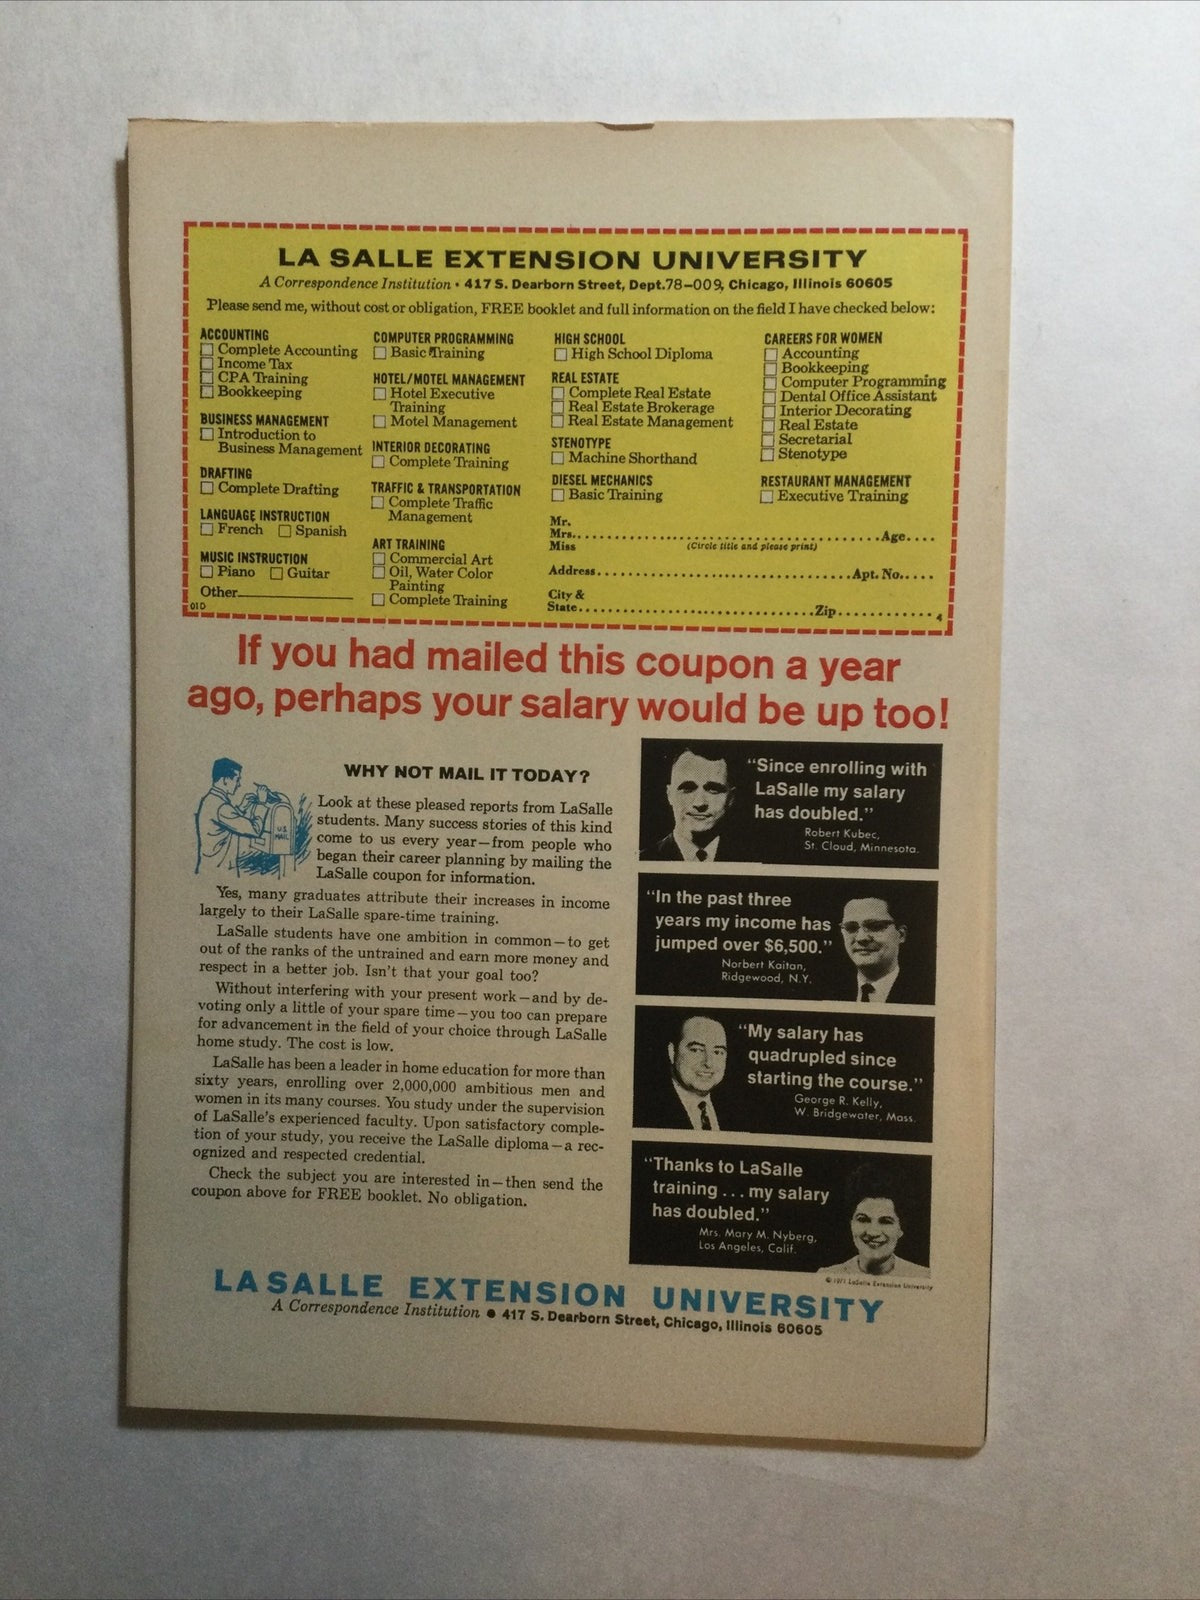 LA SALLE EXTENSION UNIVERSITY
A Correspondence Institution • 417 S. Dearborn Street, Dept. 78-009, Chicago, Illinois 60605
Please send me, without cost or obligation, FREE booklet and full information on the field I have checked below:
ACCOUNTING
Complete Accounting
Income Tax
CPA Training
Bookkeeping
BUSINESS MANAGEMENT
Introduction to
Business Management
DRAFTING
Complete Drafting
LANGUAGE INSTRUCTION
French Spanish
MUSIC INSTRUCTION
Piano Guitar
Other
01D
COMPUTER PROGRAMMING
Basic Training
HOTEL/MOTEL MANAGEMENT
Hotel Executive
Training
Motel Management
INTERIOR DECORATING
Complete Training
TRAFFIC & TRANSPORTATION
Complete Traffic
Management
ART TRAINING
Commercial Art
Oil, Water Color
Painting
Complete Training
HIGH SCHOOL
High School Diploma
REAL ESTATE
Complete Real Estate
Real Estate Brokerage
Real Estate Management
STENOTYPE
Machine Shorthand
DIESEL MECHANICS
Basic Training
CAREERS FOR WOMEN
Accounting
Bookkeeping
Computer Programming
Dental Office Assistant
Interior Decorating
Real Estate
Secretarial
Stenotype
RESTAURANT MANAGEMENT
Executive Training
Mr.
Mrs. Age
Miss (Circle title and please print)
Address Apt. No.
City &
State Zip
4
If you had mailed this coupon a year
ago, perhaps your salary would be up too!
WHY NOT MAIL IT TODAY?
U.S.
MAIL
Look at these pleased reports from LaSalle
students. Many success stories of this kind
come to us every year—from people who
began their career planning by mailing the
LaSalle coupon for information.
Yes, many graduates attribute their increases in income
largely to their LaSalle spare-time training.
LaSalle students have one ambition in common—to get
out of the ranks of the untrained and earn more money and
respect in a better job. Isn't that your goal too?
Without interfering with your present work—and by de-
voting only a little of your spare time—you too can prepare
for advancement in the field of your choice through LaSalle
home study. The cost is low.
LaSalle has been a leader in home education for more than
sixty years, enrolling over 2,000,000 ambitious men and
women in its many courses. You study under the supervision
of LaSalle's experienced faculty. Upon satisfactory comple-
tion of your study, you receive the LaSalle diploma—a rec-
ognized and respected credential.
Check the subject you are interested in—then send the
coupon above for FREE booklet. No obligation.
"Since enrolling with
LaSalle my salary
has doubled."
Robert Kubec,
St. Cloud, Minnesota.
"In the past three
years my income has
jumped over $6,500."
Norbert Kaitan,
Ridgewood, N.Y.
"My salary has
quadrupled since
starting the course."
George R. Kelly,
W. Bridgewater, Mass.
"Thanks to LaSalle
training . . . my salary
has doubled."
Mrs. Mary M. Nyberg,
Los Angeles, Calif.
© 1971 LaSalle Extension University
LA SALLE EXTENSION UNIVERSITY
A Correspondence Institution • 417 S. Dearborn Street, Chicago, Illinois 60605